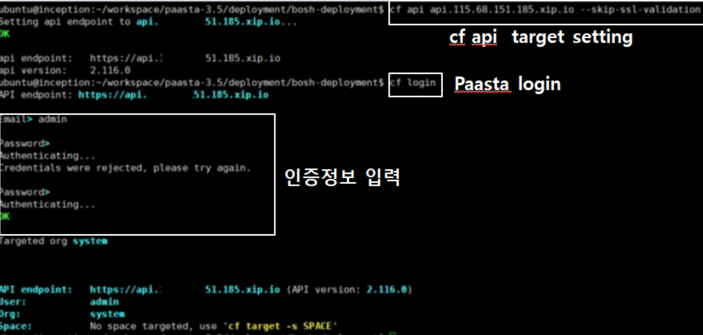 ubuntu@inception:~/workspace/paasta-3.5/deployment/bosh-deployment$ cf api api.115.68.151.185.xip.io --skip-ssl-validation
Setting api endpoint to api. 51.185.xip.io...
OK
cf api target setting
api endpoint: https://api. 51.185.xip.io
api version: 2.116.0
ubuntu@inception:~/workspace/paasta-3.5/deployment/bosh-deployment$ cf login
Paasta login
API endpoint: https://api. 51.185.xip.io
Email> admin
Password>
Authenticating...
Credentials were rejected, please try again.
인증정보 입력
Password>
Authenticating...
OK
Targeted org system
API endpoint: https://api. 51.185.xip.io (API version: 2.116.0)
User: admin
Org: system
Space: No space targeted, use 'cf target -s SPACE'